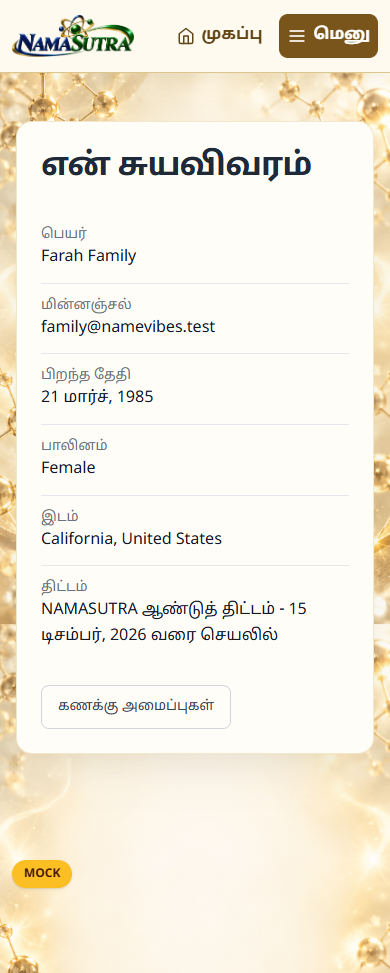 NAMASUTRA
முகப்பு
மெனு
என் சுயவிவரம்
பெயர்
Farah Family
மின்னஞ்சல்
family@namevibes.test
பிறந்த தேதி
21 மார்ச், 1985
பாலினம்
Female
இடம்
California, United States
திட்டம்
NAMASUTRA ஆண்டுத் திட்டம் - 15
டிசம்பர், 2026 வரை செயலில்
கணக்கு அமைப்புகள்
MOCK